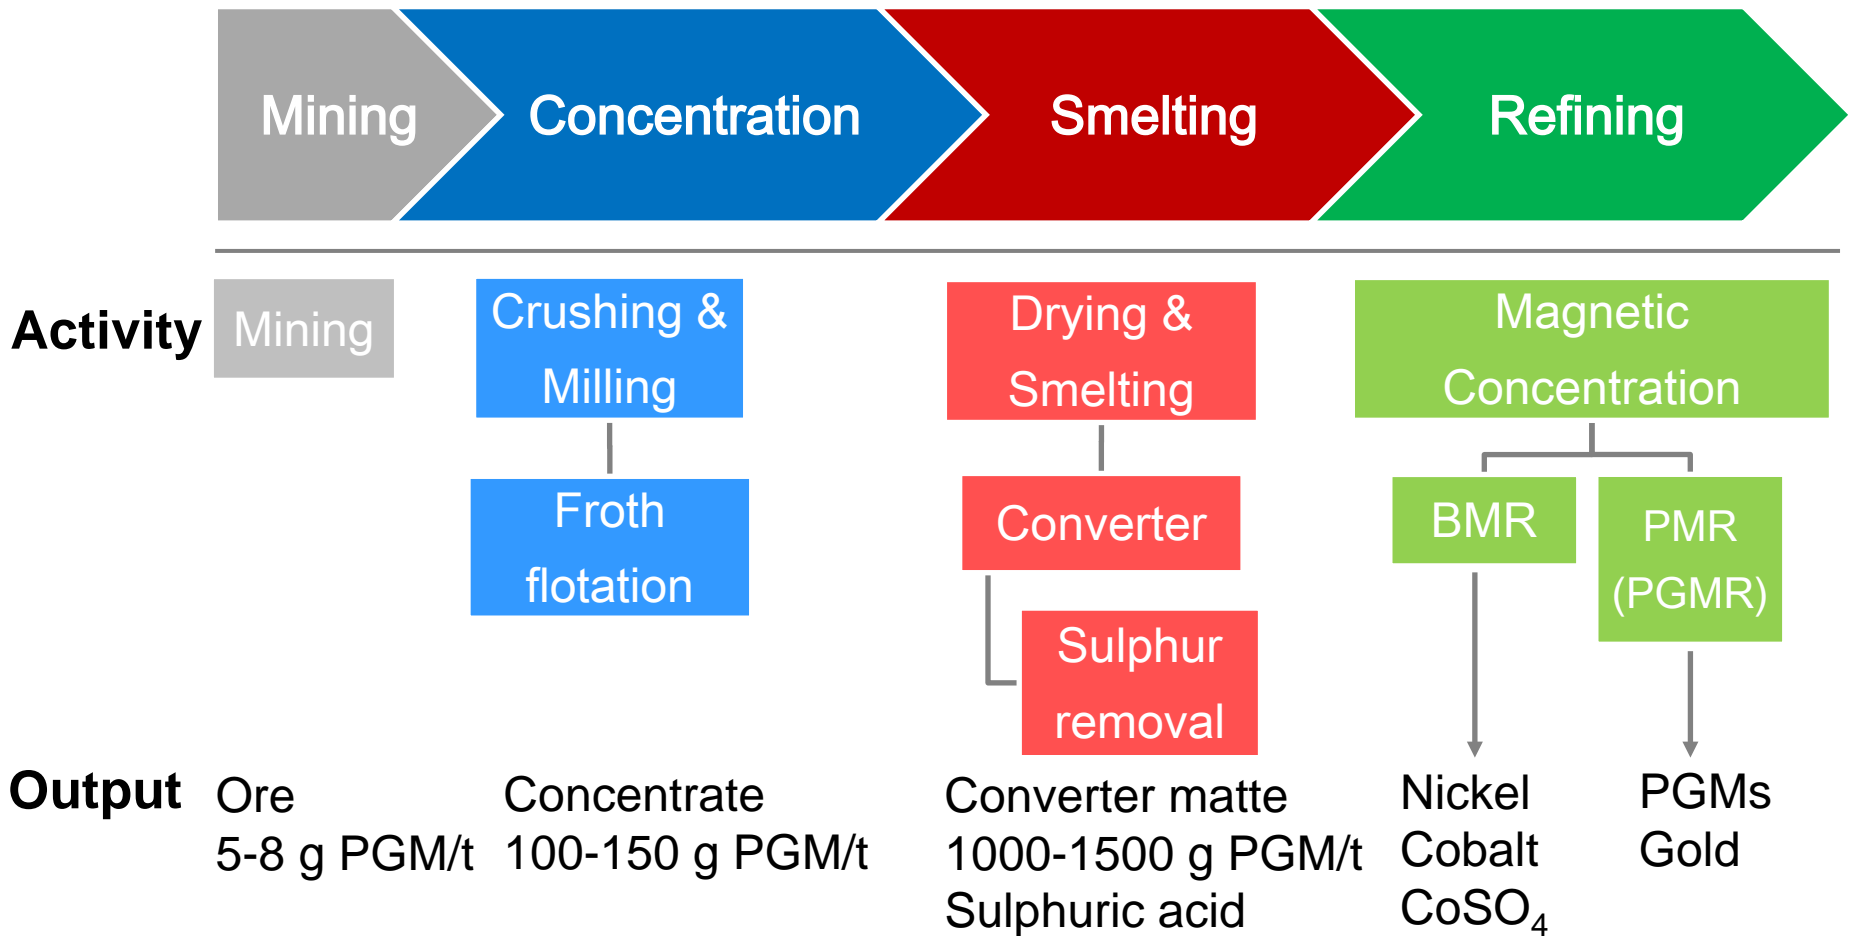 Mining
Concentration
Smelting
Refining
Activity
Mining
Crushing &
Milling
Froth
flotation
Drying &
Smelting
Converter
Sulphur
removal
Magnetic
Concentration
BMR
PMR
(PGMR)
Output
Ore
5-8 g PGM/t
Concentrate
100-150 g PGM/t
Converter matte
1000-1500 g PGM/t
Sulphuric acid
Nickel
Cobalt
CoSO₄
PGMs
Gold